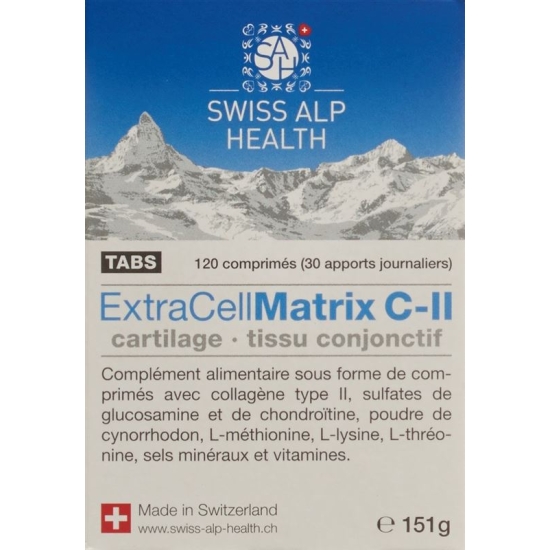 SAH
SWISS ALP
HEALTH
TABS 120 comprimés (30 apports journaliers)
ExtraCellMatrix C-II
cartilage · tissu conjonctif
Complément alimentaire sous forme de com-
primés avec collagène type II, sulfates de
glucosamine et de chondroïtine, poudre de
cynorrhodon, L-méthionine, L-lysine, L-thréo-
nine, sels minéraux et vitamines.
Made in Switzerland
www.swiss-alp-health.ch
℮ 151g